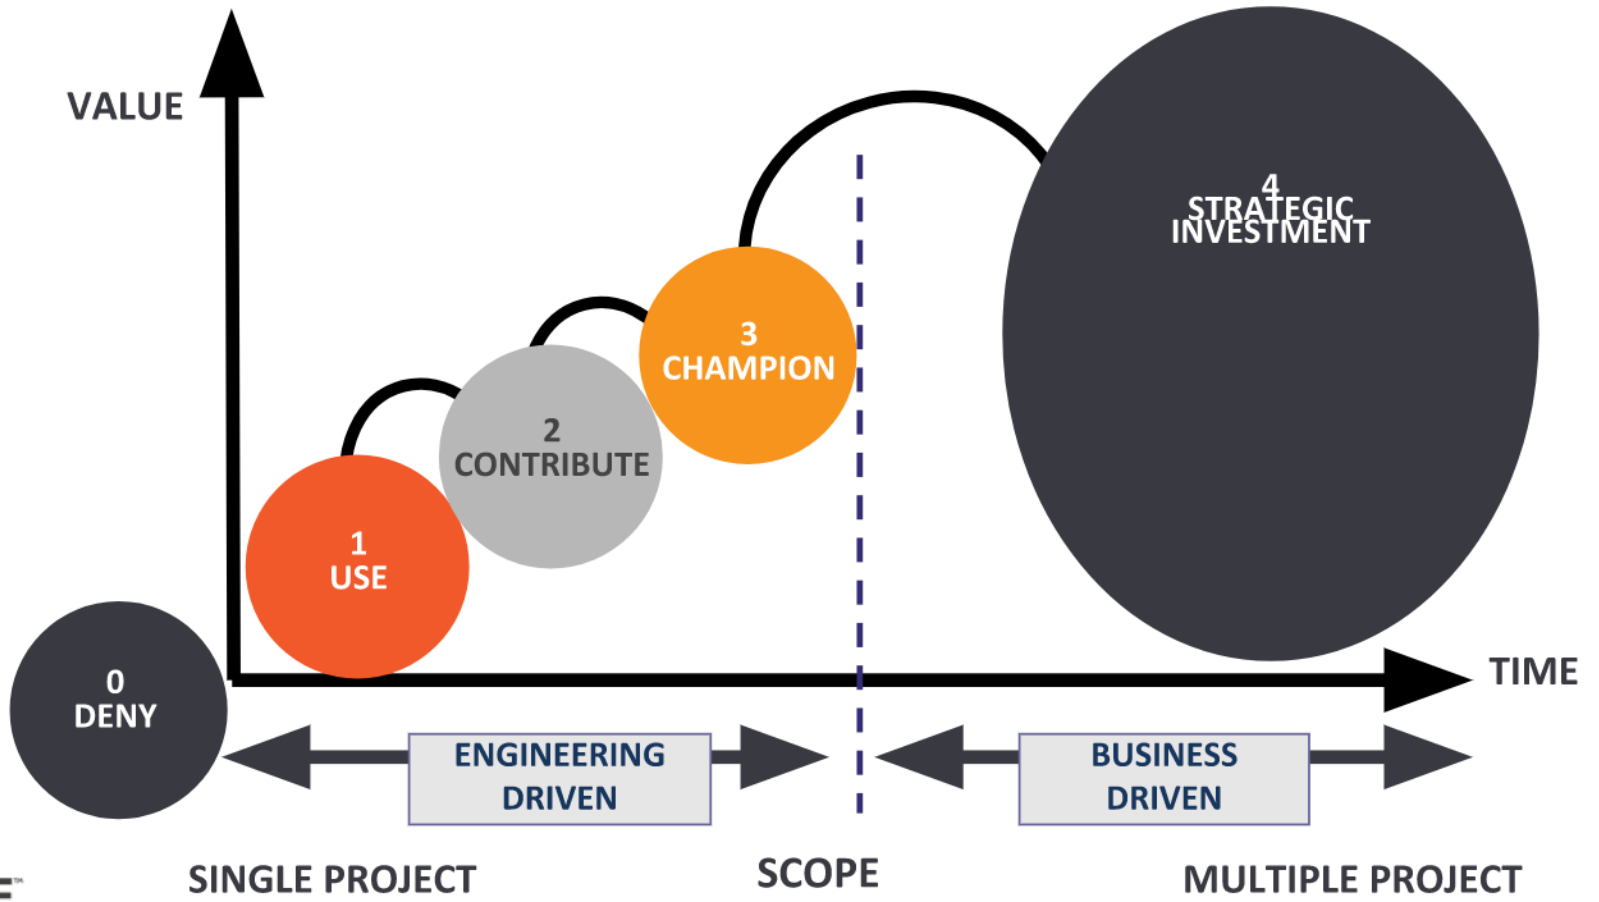 VALUE
4
STRATEGIC
INVESTMENT
3
CHAMPION
2
CONTRIBUTE
1
USE
0
DENY
TIME
ENGINEERING
DRIVEN
BUSINESS
DRIVEN
SINGLE PROJECT
SCOPE
MULTIPLE PROJECT